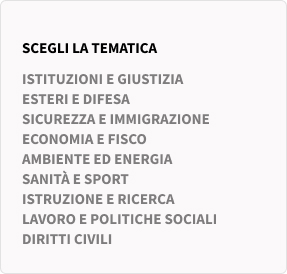 SCEGLI LA TEMATICA
ISTITUZIONI E GIUSTIZIA
ESTERI E DIFESA
SICUREZZA E IMMIGRAZIONE
ECONOMIA E FISCO
AMBIENTE ED ENERGIA
SANITÀ E SPORT
ISTRUZIONE E RICERCA
LAVORO E POLITICHE SOCIALI
DIRITTI CIVILI